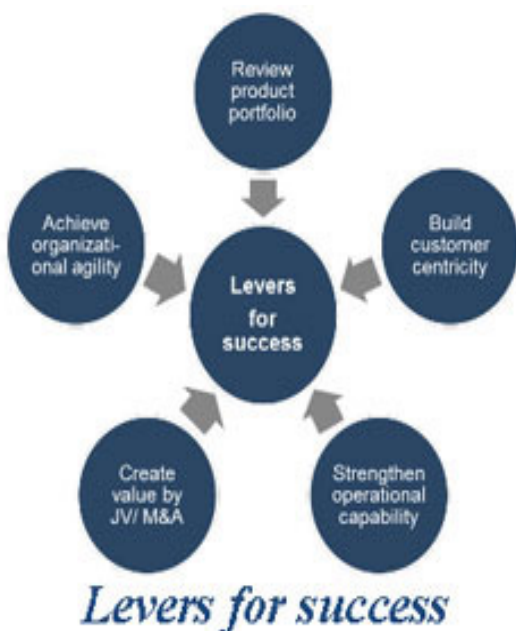 Review
product
portfolio
Achieve
organizati-
onal agility
Build
customer
centricity
Levers
for
success
Create
value by
JV/ M&A
Strengthen
operational
capability
Levers for success